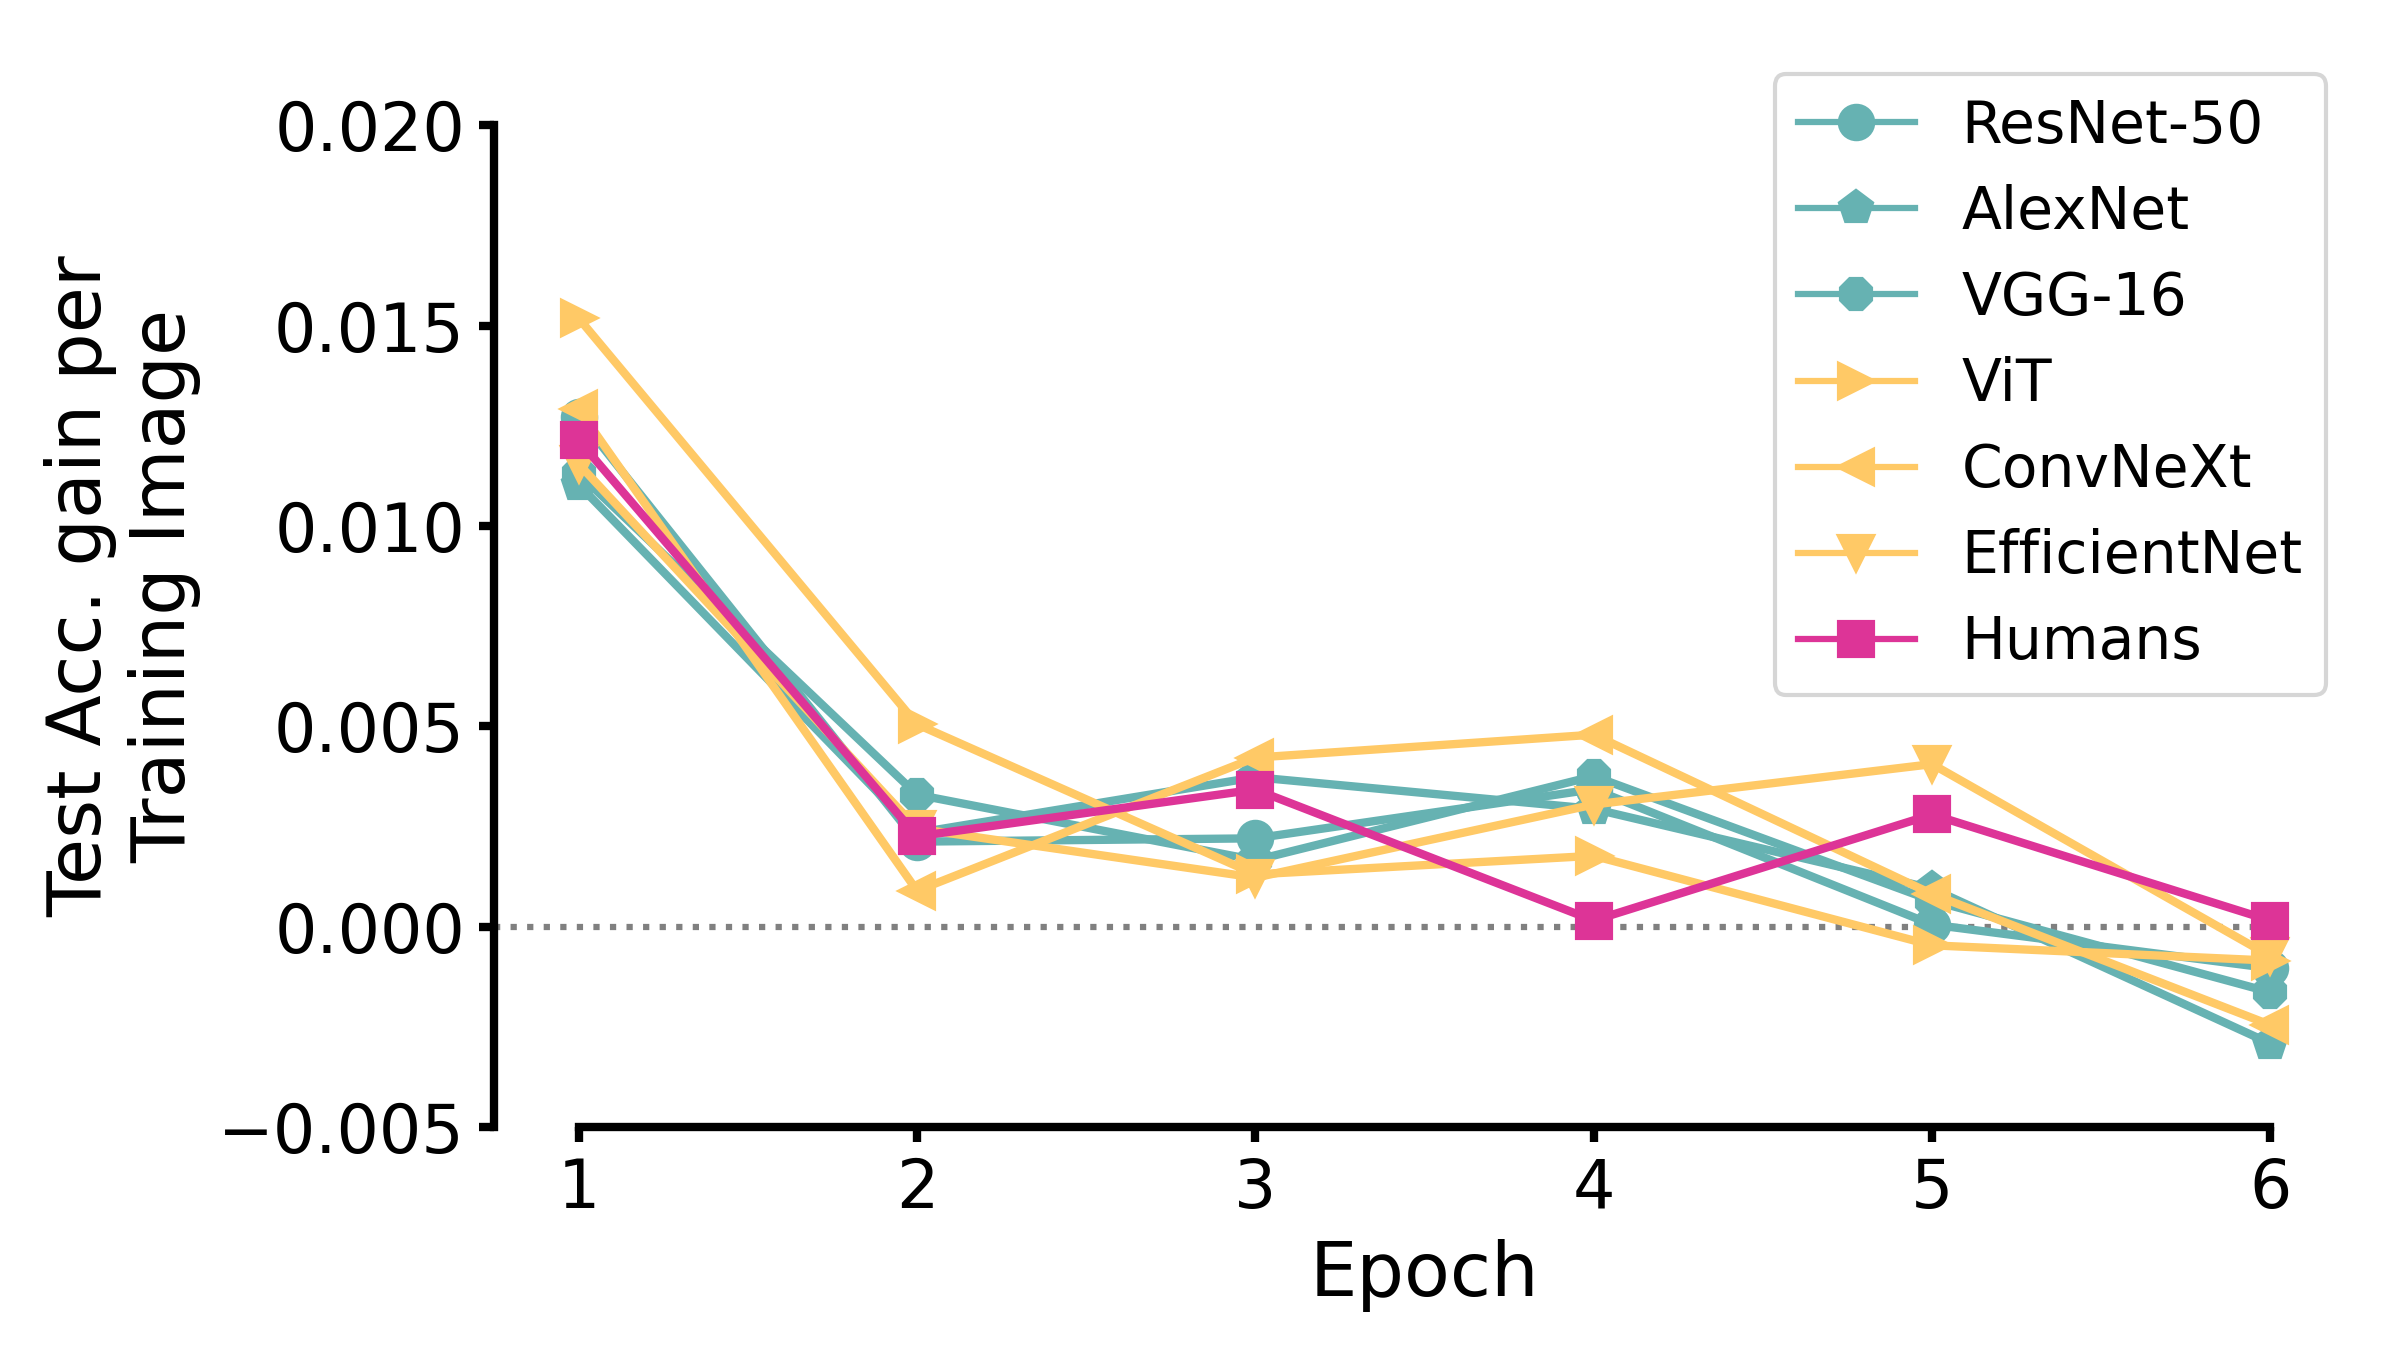 Test Acc. gain per
Training Image
0.020
0.015
0.010
0.005
0.000
−0.005
1 2 3 4 5 6
Epoch
ResNet-50
AlexNet
VGG-16
ViT
ConvNeXt
EfficientNet
Humans